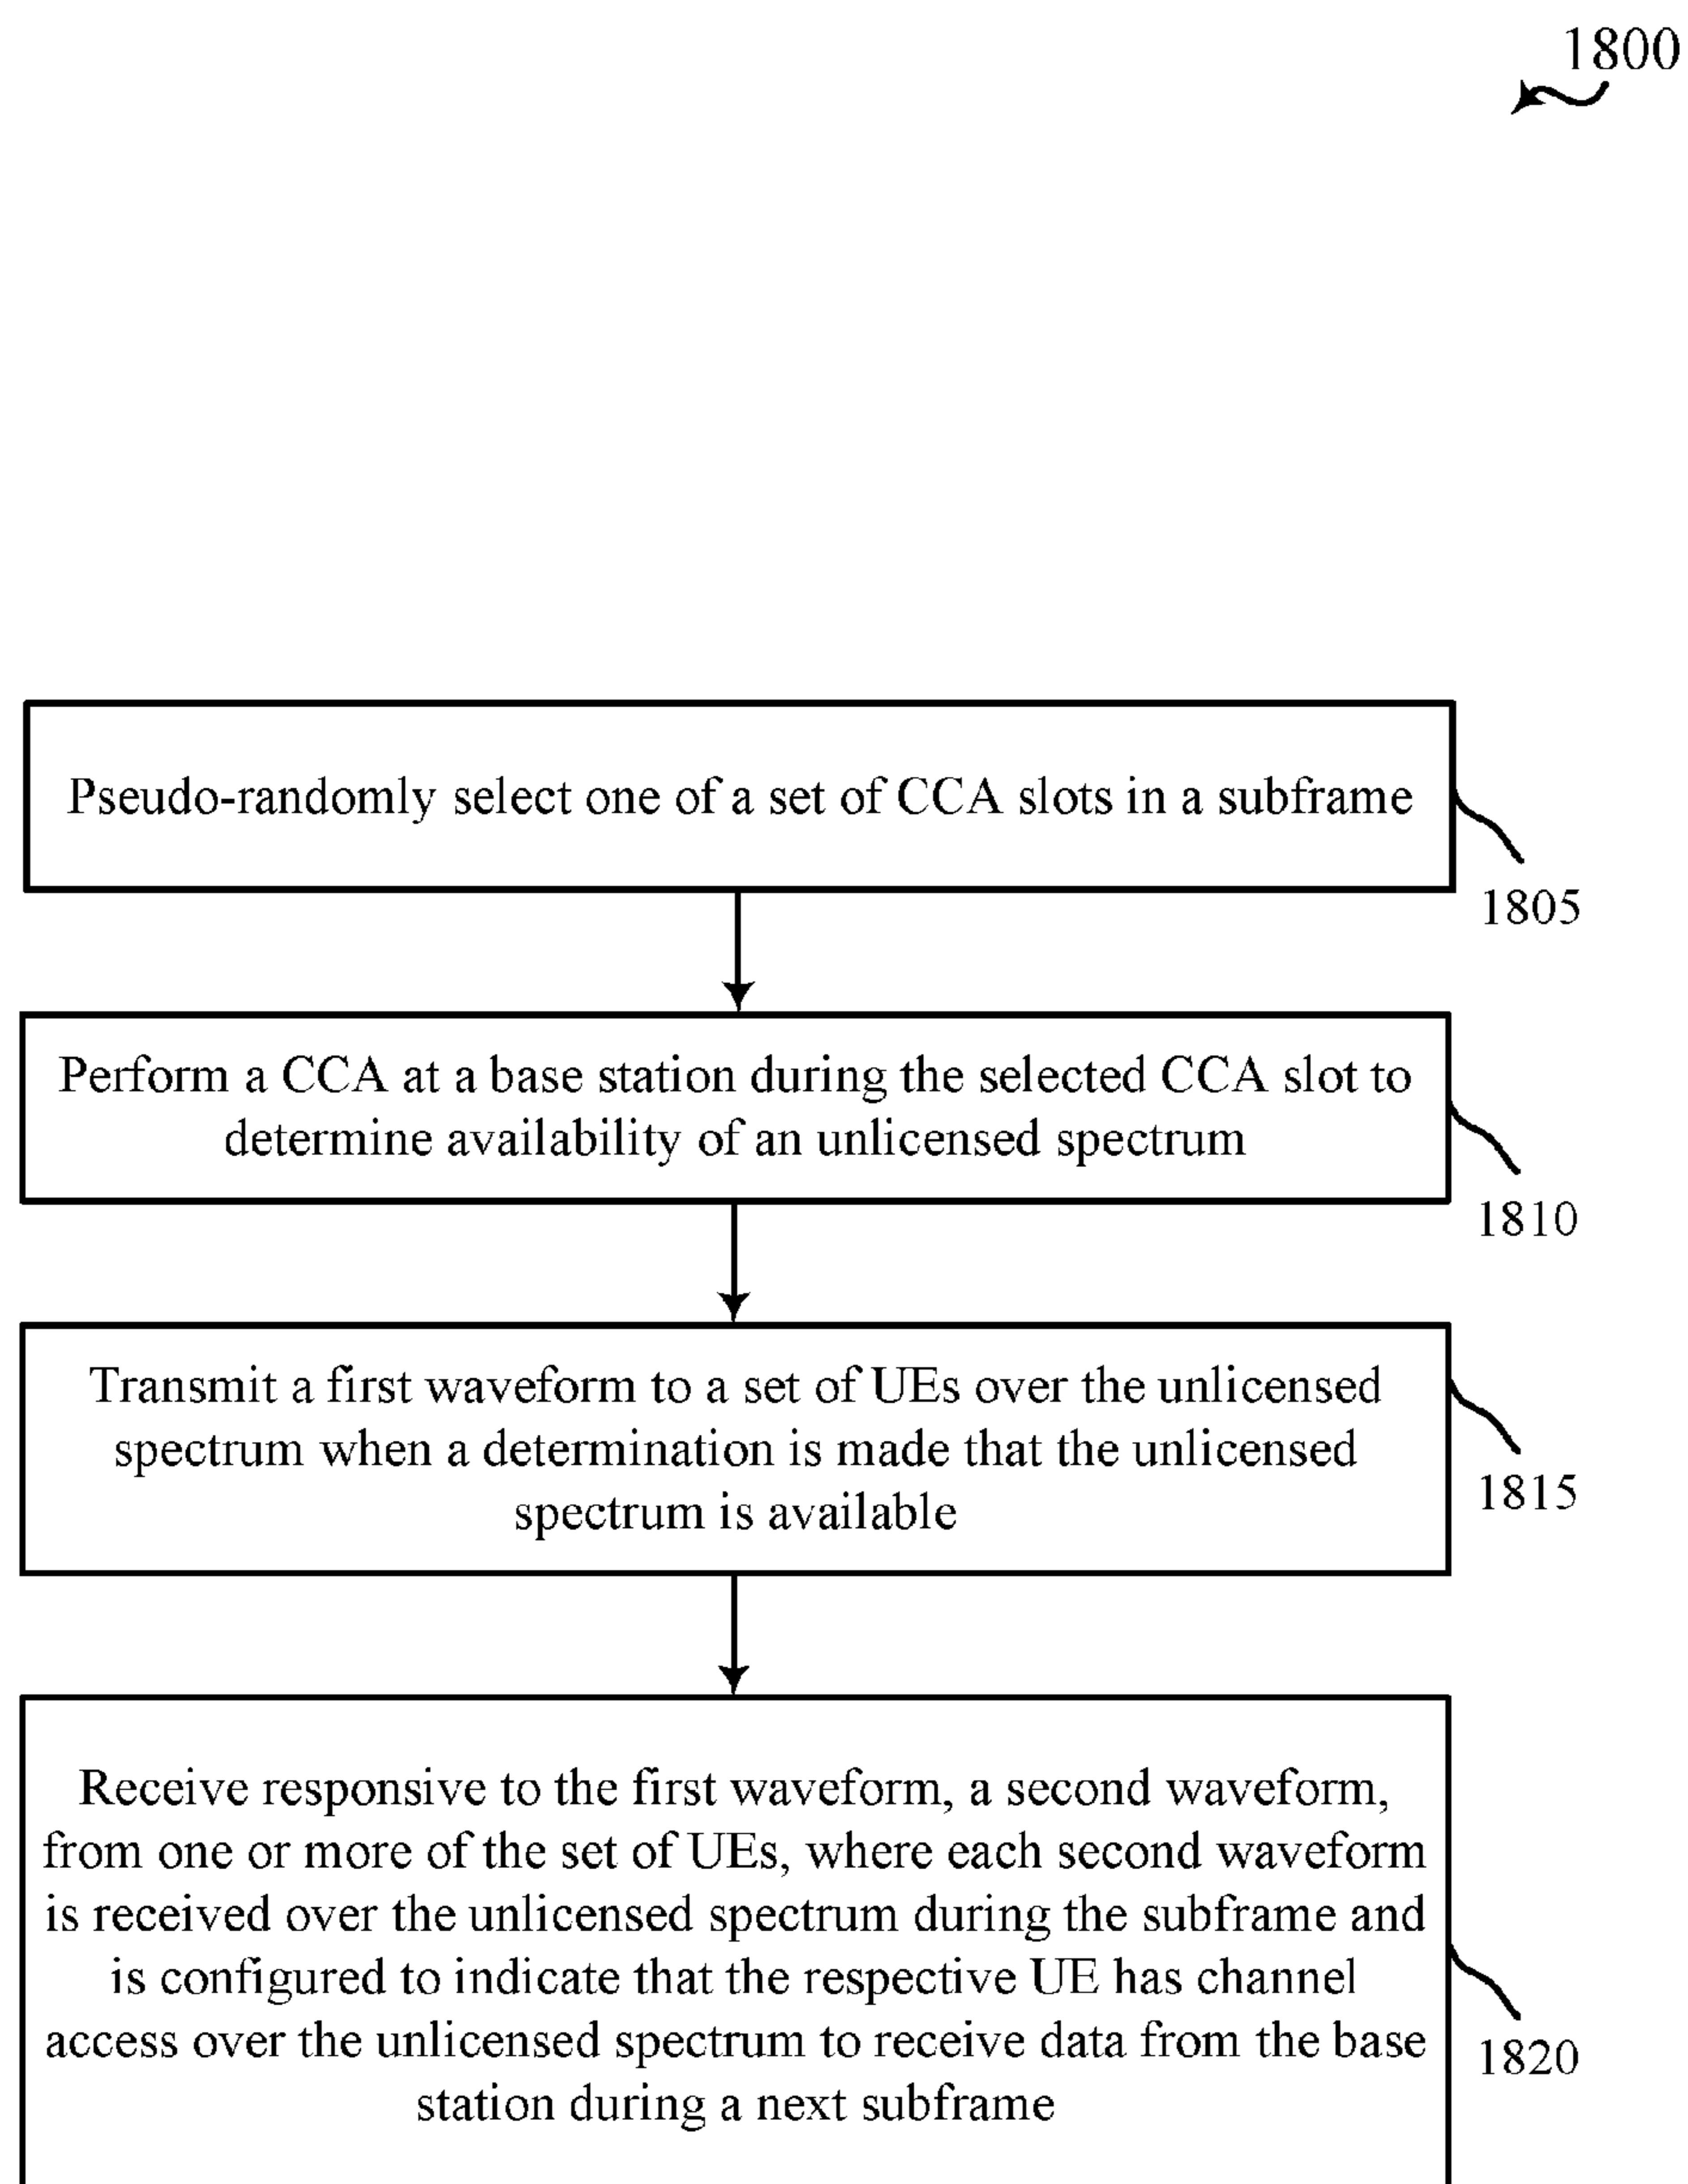 1800
Pseudo-randomly select one of a set of CCA slots in a subframe
1805
Perform a CCA at a base station during the selected CCA slot to
determine availability of an unlicensed spectrum
1810
Transmit a first waveform to a set of UEs over the unlicensed
spectrum when a determination is made that the unlicensed
spectrum is available
1815
Receive responsive to the first waveform, a second waveform,
from one or more of the set of UEs, where each second waveform
is received over the unlicensed spectrum during the subframe and
is configured to indicate that the respective UE has channel
access over the unlicensed spectrum to receive data from the base
station during a next subframe
1820